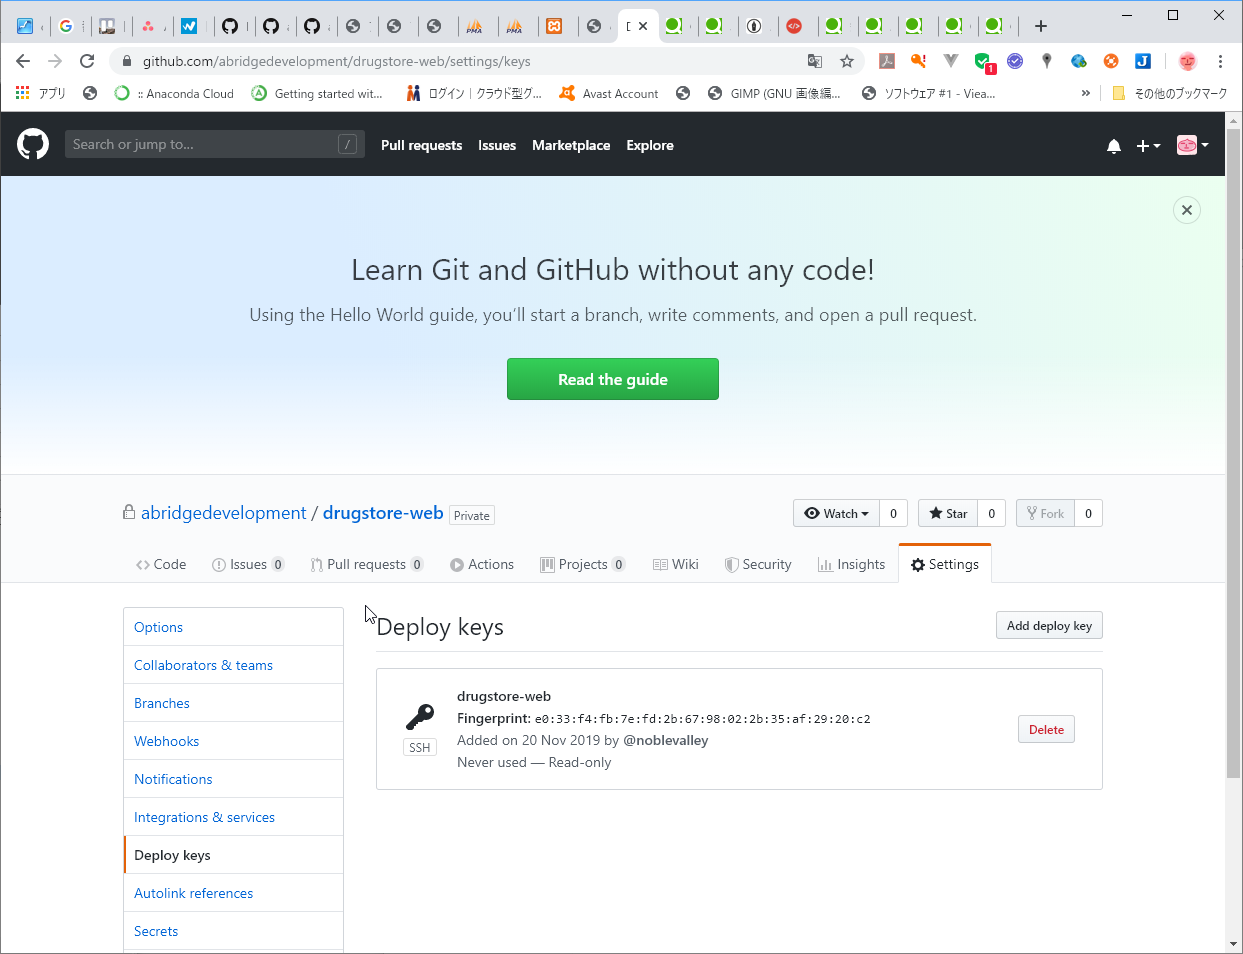 github.com/abridgedevelopment/drugstore-web/settings/keys
1
アプリ
:: Anaconda Cloud
Getting started wit...
ログイン｜クラウド型グ...
Avast Account
GIMP (GNU 画像編...
ソフトウェア #1 - Viea...
»
その他のブックマーク
Search or jump to...
/
Pull requests
Issues
Marketplace
Explore
Learn Git and GitHub without any code!
Using the Hello World guide, you’ll start a branch, write comments, and open a pull request.
Read the guide
abridgedevelopment / drugstore-web
Private
Watch
0
Star
0
Fork
0
Code
Issues 0
Pull requests 0
Actions
Projects 0
Wiki
Security
Insights
Settings
Options
Collaborators & teams
Branches
Webhooks
Notifications
Integrations & services
Deploy keys
Autolink references
Secrets
Deploy keys
Add deploy key
SSH
drugstore-web
Fingerprint: e0:33:f4:fb:7e:fd:2b:67:98:02:2b:35:af:29:20:c2
Added on 20 Nov 2019 by @noblevalley
Never used — Read-only
Delete